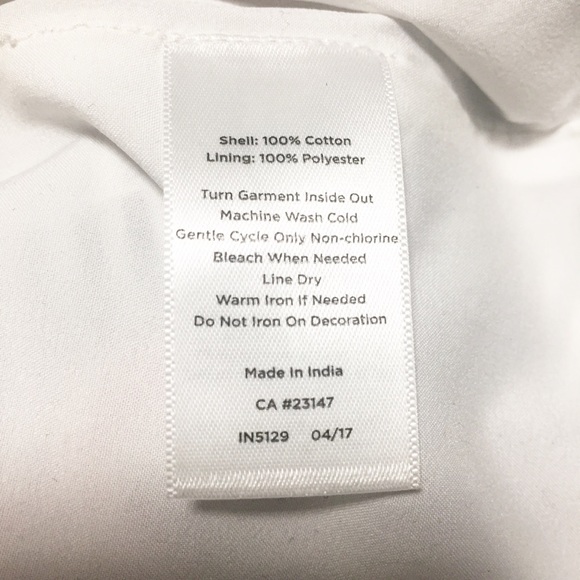 Shell: 100% Cotton
Lining: 100% Polyester
Turn Garment Inside Out
Machine Wash Cold
Gentle Cycle Only Non-chlorine
Bleach When Needed
Line Dry
Warm Iron If Needed
Do Not Iron On Decoration
Made In India
CA #23147
IN5129 04/17